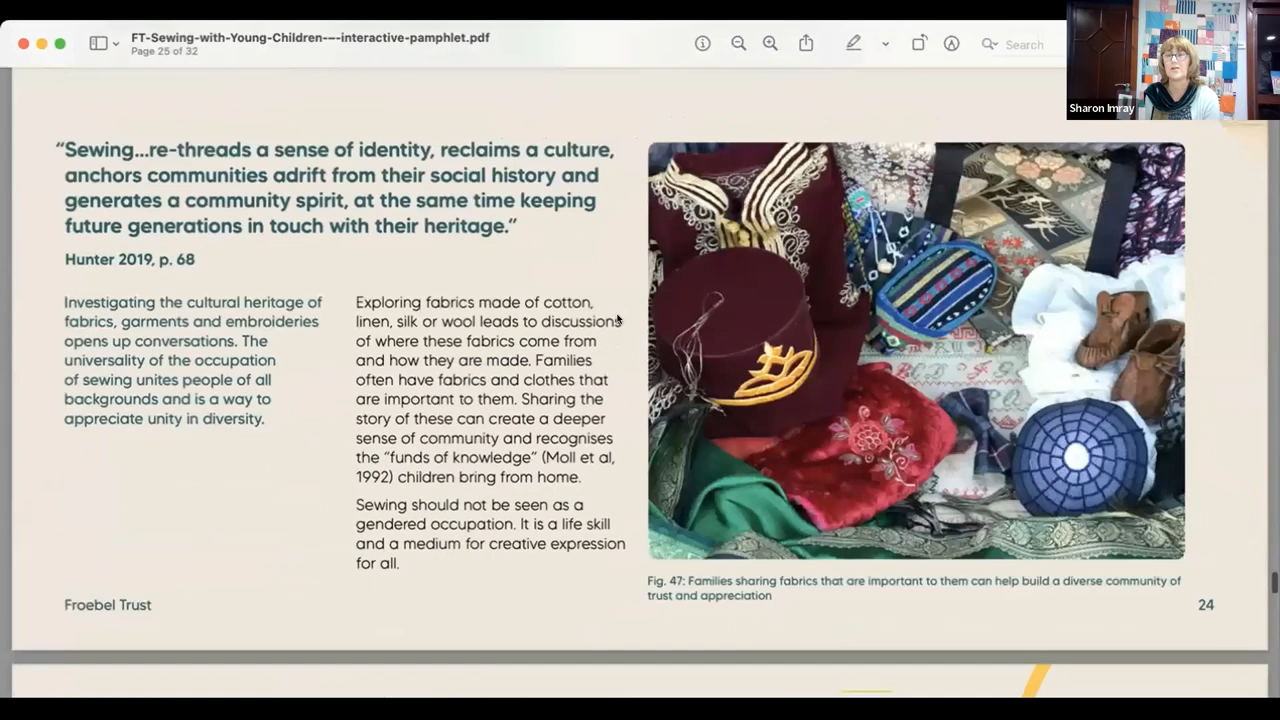 FT-Sewing-with-Young-Children-–-interactive-pamphlet.pdf
Page 25 of 32
Search
Sharon Imray
“Sewing...re-threads a sense of identity, reclaims a culture,
anchors communities adrift from their social history and
generates a community spirit, at the same time keeping
future generations in touch with their heritage.”
Hunter 2019, p. 68
Investigating the cultural heritage of
fabrics, garments and embroideries
opens up conversations. The
universality of the occupation
of sewing unites people of all
backgrounds and is a way to
appreciate unity in diversity.
Exploring fabrics made of cotton,
linen, silk or wool leads to discussions
of where these fabrics come from
and how they are made. Families
often have fabrics and clothes that
are important to them. Sharing the
story of these can create a deeper
sense of community and recognises
the “funds of knowledge” (Moll et al,
1992) children bring from home.
Sewing should not be seen as a
gendered occupation. It is a life skill
and a medium for creative expression
for all.
Fig. 47: Families sharing fabrics that are important to them can help build a diverse community of
trust and appreciation
Froebel Trust
24